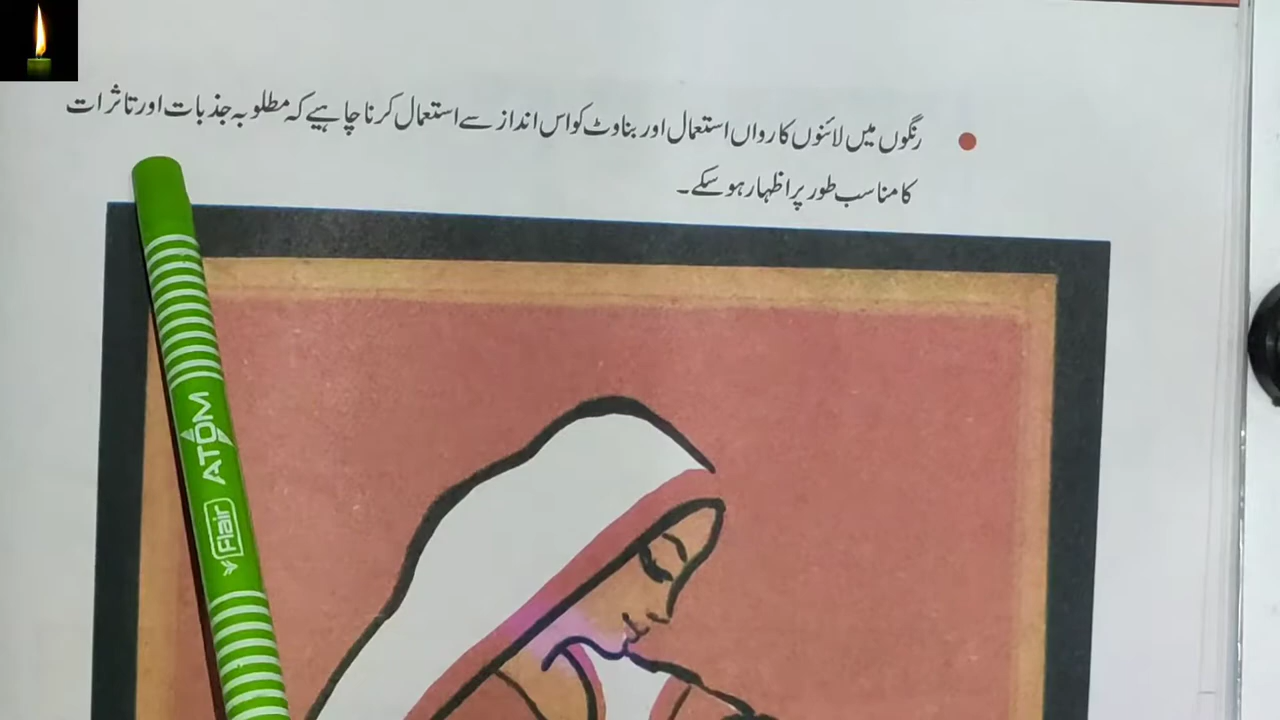 رنگوں میں لائنوں کا رواں استعمال اور بناوٹ کو اس انداز سے استعمال کرنا چاہیے کہ مطلوبہ جذبات اور تاثرات
کا مناسب طور پر اظہار ہو سکے۔
Flair ATOM